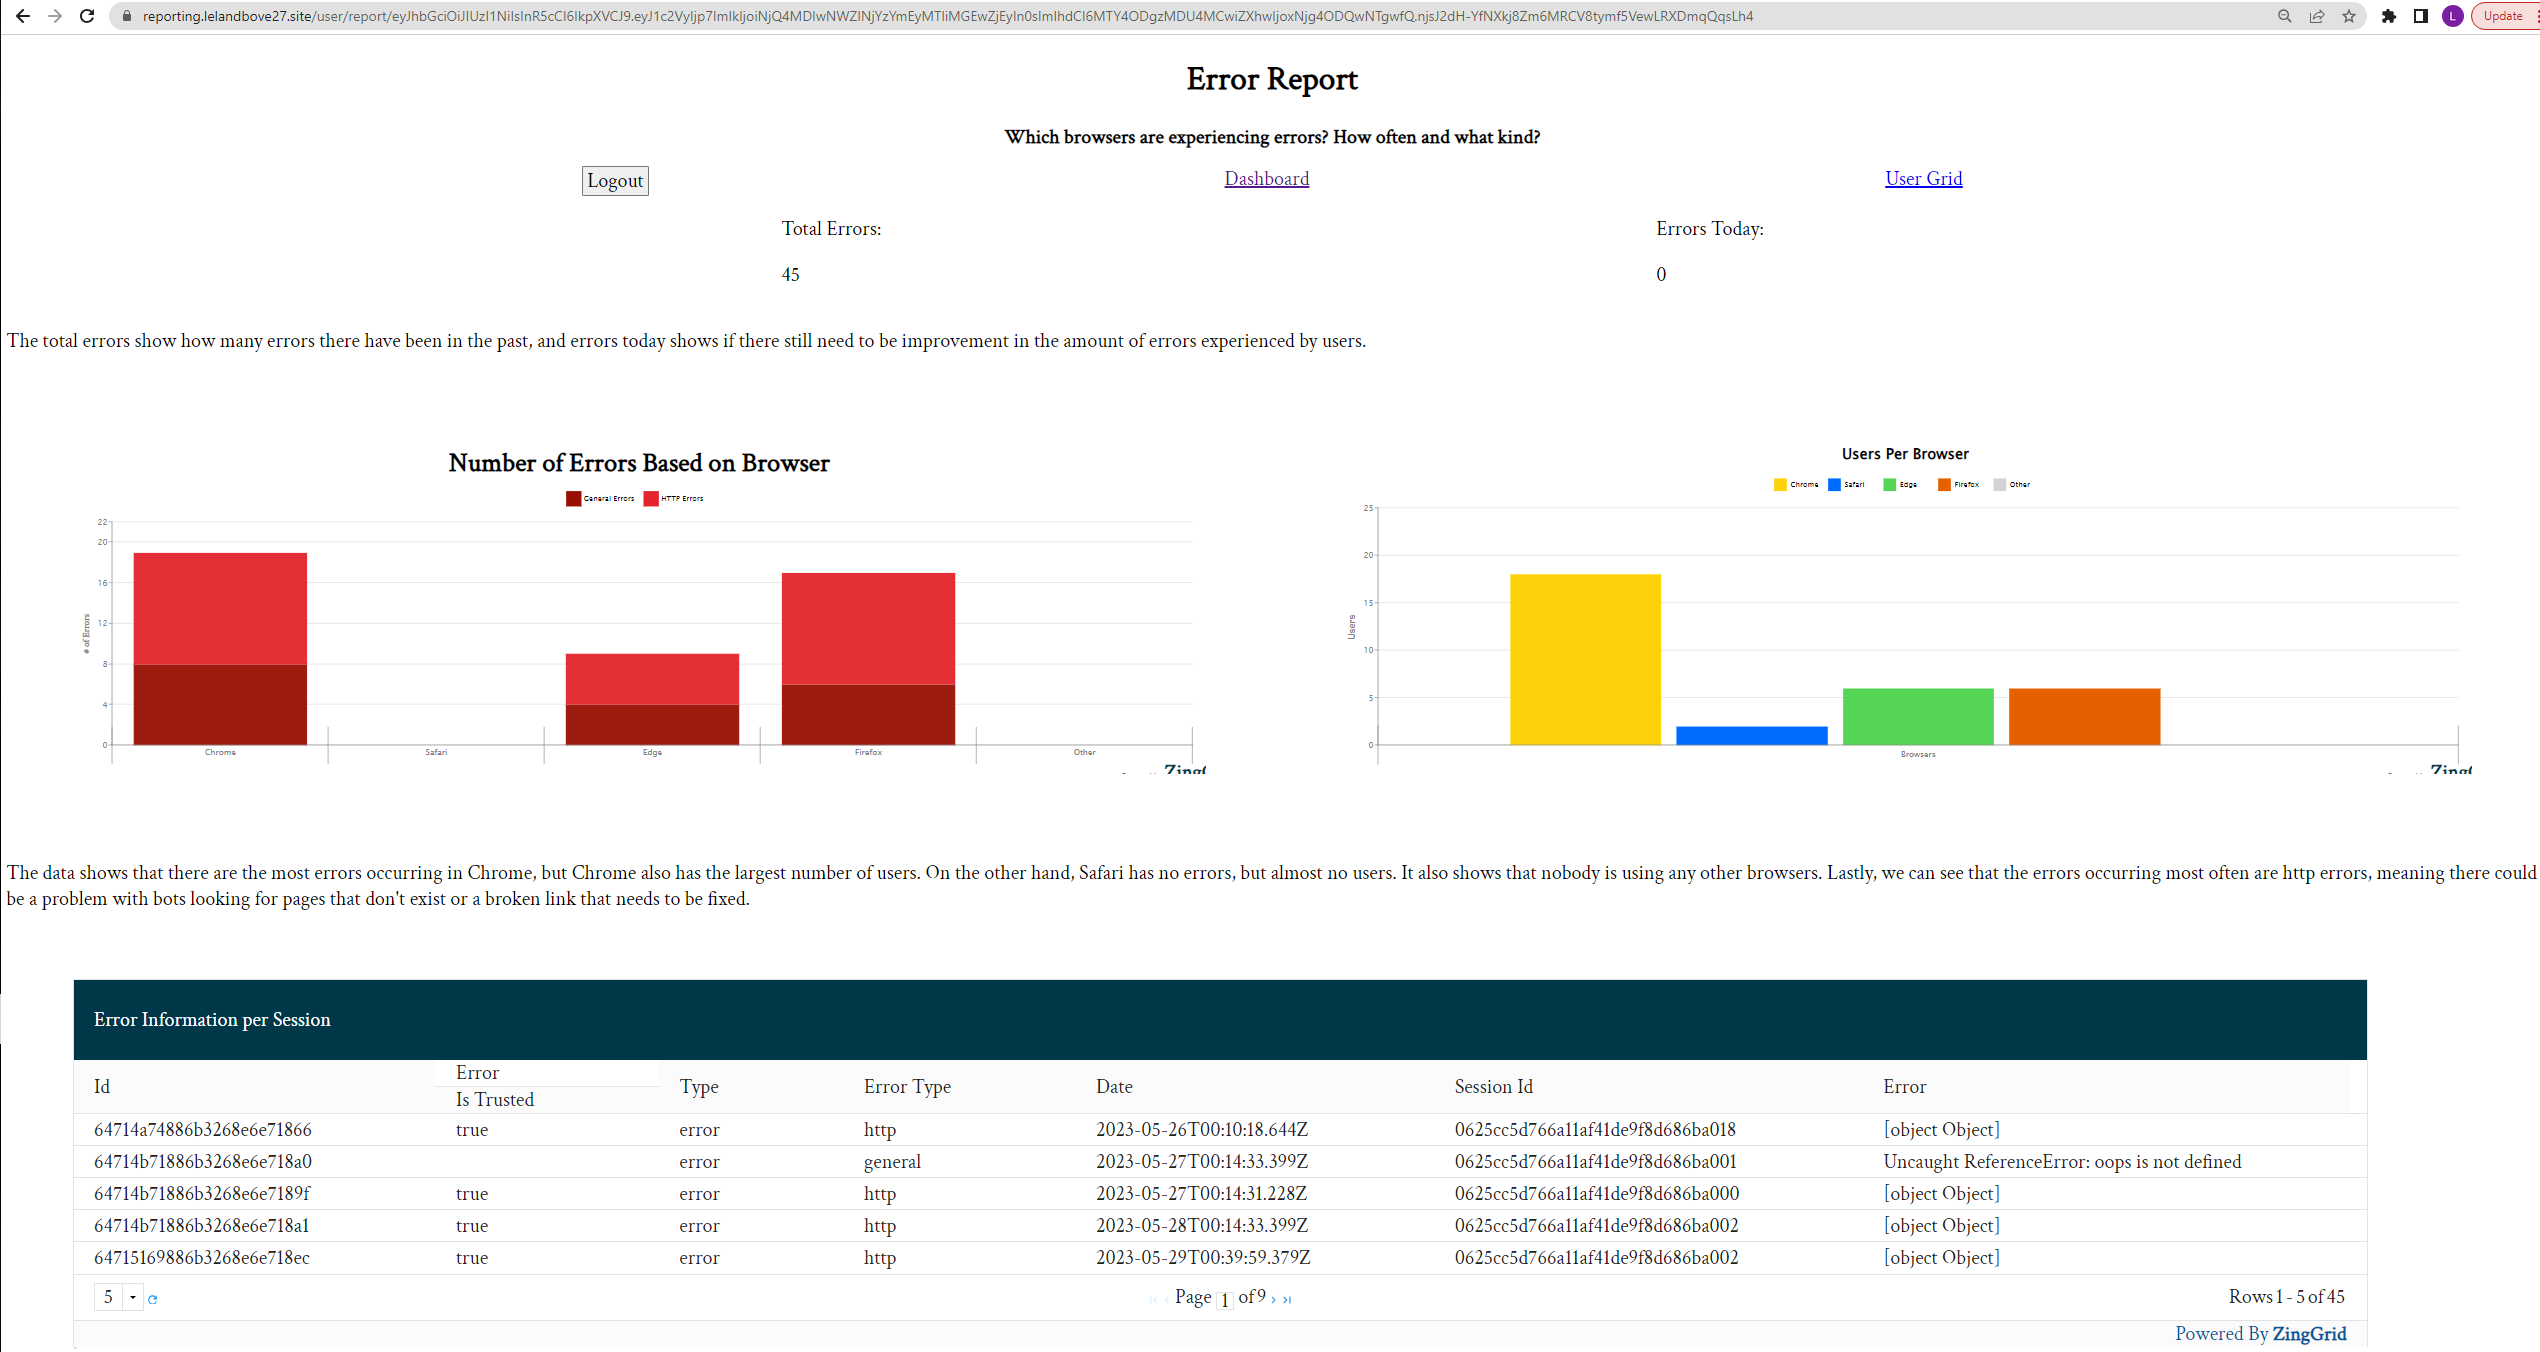 Update
Error Report
Which browsers are experiencing errors? How often and what kind?
Logout Dashboard User Grid
Total Errors: Errors Today:
45 0
The total errors show how many errors there have been in the past, and errors today shows if there still need to be improvement in the amount of errors experienced by users.
Number of Errors Based on Browser
General Errors HTTP Errors
22
20
16
12
8
4
0
# of Errors
Chrome Safari Edge Firefox Other
Users Per Browser
Chrome Safari Edge Firefox Other
25
20
15
10
5
0
Users
Browsers
The data shows that there are the most errors occurring in Chrome, but Chrome also has the largest number of users. On the other hand, Safari has no errors, but almost no users. It also shows that nobody is using any other browsers. Lastly, we can see that the errors occurring most often are http errors, meaning there could
be a problem with bots looking for pages that don't exist or a broken link that needs to be fixed.
Error Information per Session
Id Error Is Trusted Type Error Type Date Session Id Error
64714a74886b3268e6e71866 true error http 2023-05-26T00:10:18.644Z 0625cc5d766a11af41de9f8d686ba018 [object Object]
64714b71886b3268e6e718a0 error general 2023-05-27T00:14:33.399Z 0625cc5d766a11af41de9f8d686ba001 Uncaught ReferenceError: oops is not defined
64714b71886b3268e6e7189f true error http 2023-05-27T00:14:31.228Z 0625cc5d766a11af41de9f8d686ba000 [object Object]
64714b71886b3268e6e718a1 true error http 2023-05-28T00:14:33.399Z 0625cc5d766a11af41de9f8d686ba002 [object Object]
64715169886b3268e6e718ec true error http 2023-05-29T00:39:59.379Z 0625cc5d766a11af41de9f8d686ba002 [object Object]
5 Page 1 of 9 Rows 1 - 5 of 45
Powered By ZingGrid